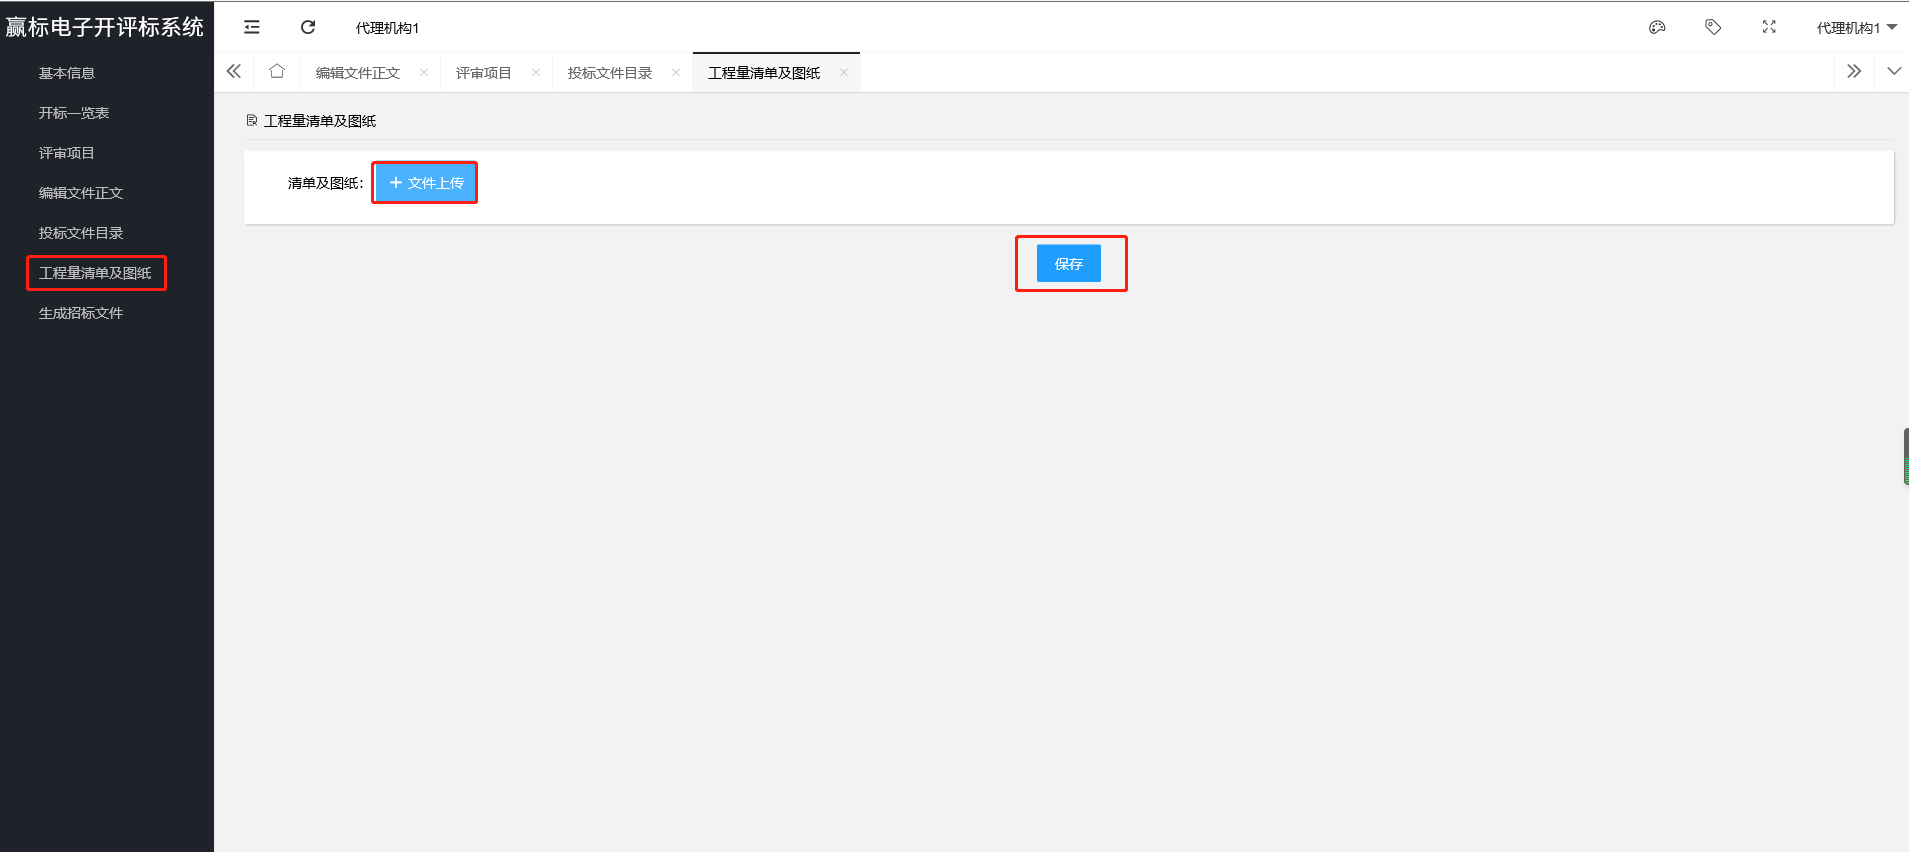 赢标电子开评标系统
代理机构1
代理机构1
基本信息
开标一览表
评审项目
编辑文件正文
投标文件目录
工程量清单及图纸
生成招标文件
编辑文件正文
评审项目
投标文件目录
工程量清单及图纸
工程量清单及图纸
清单及图纸：
文件上传
保存